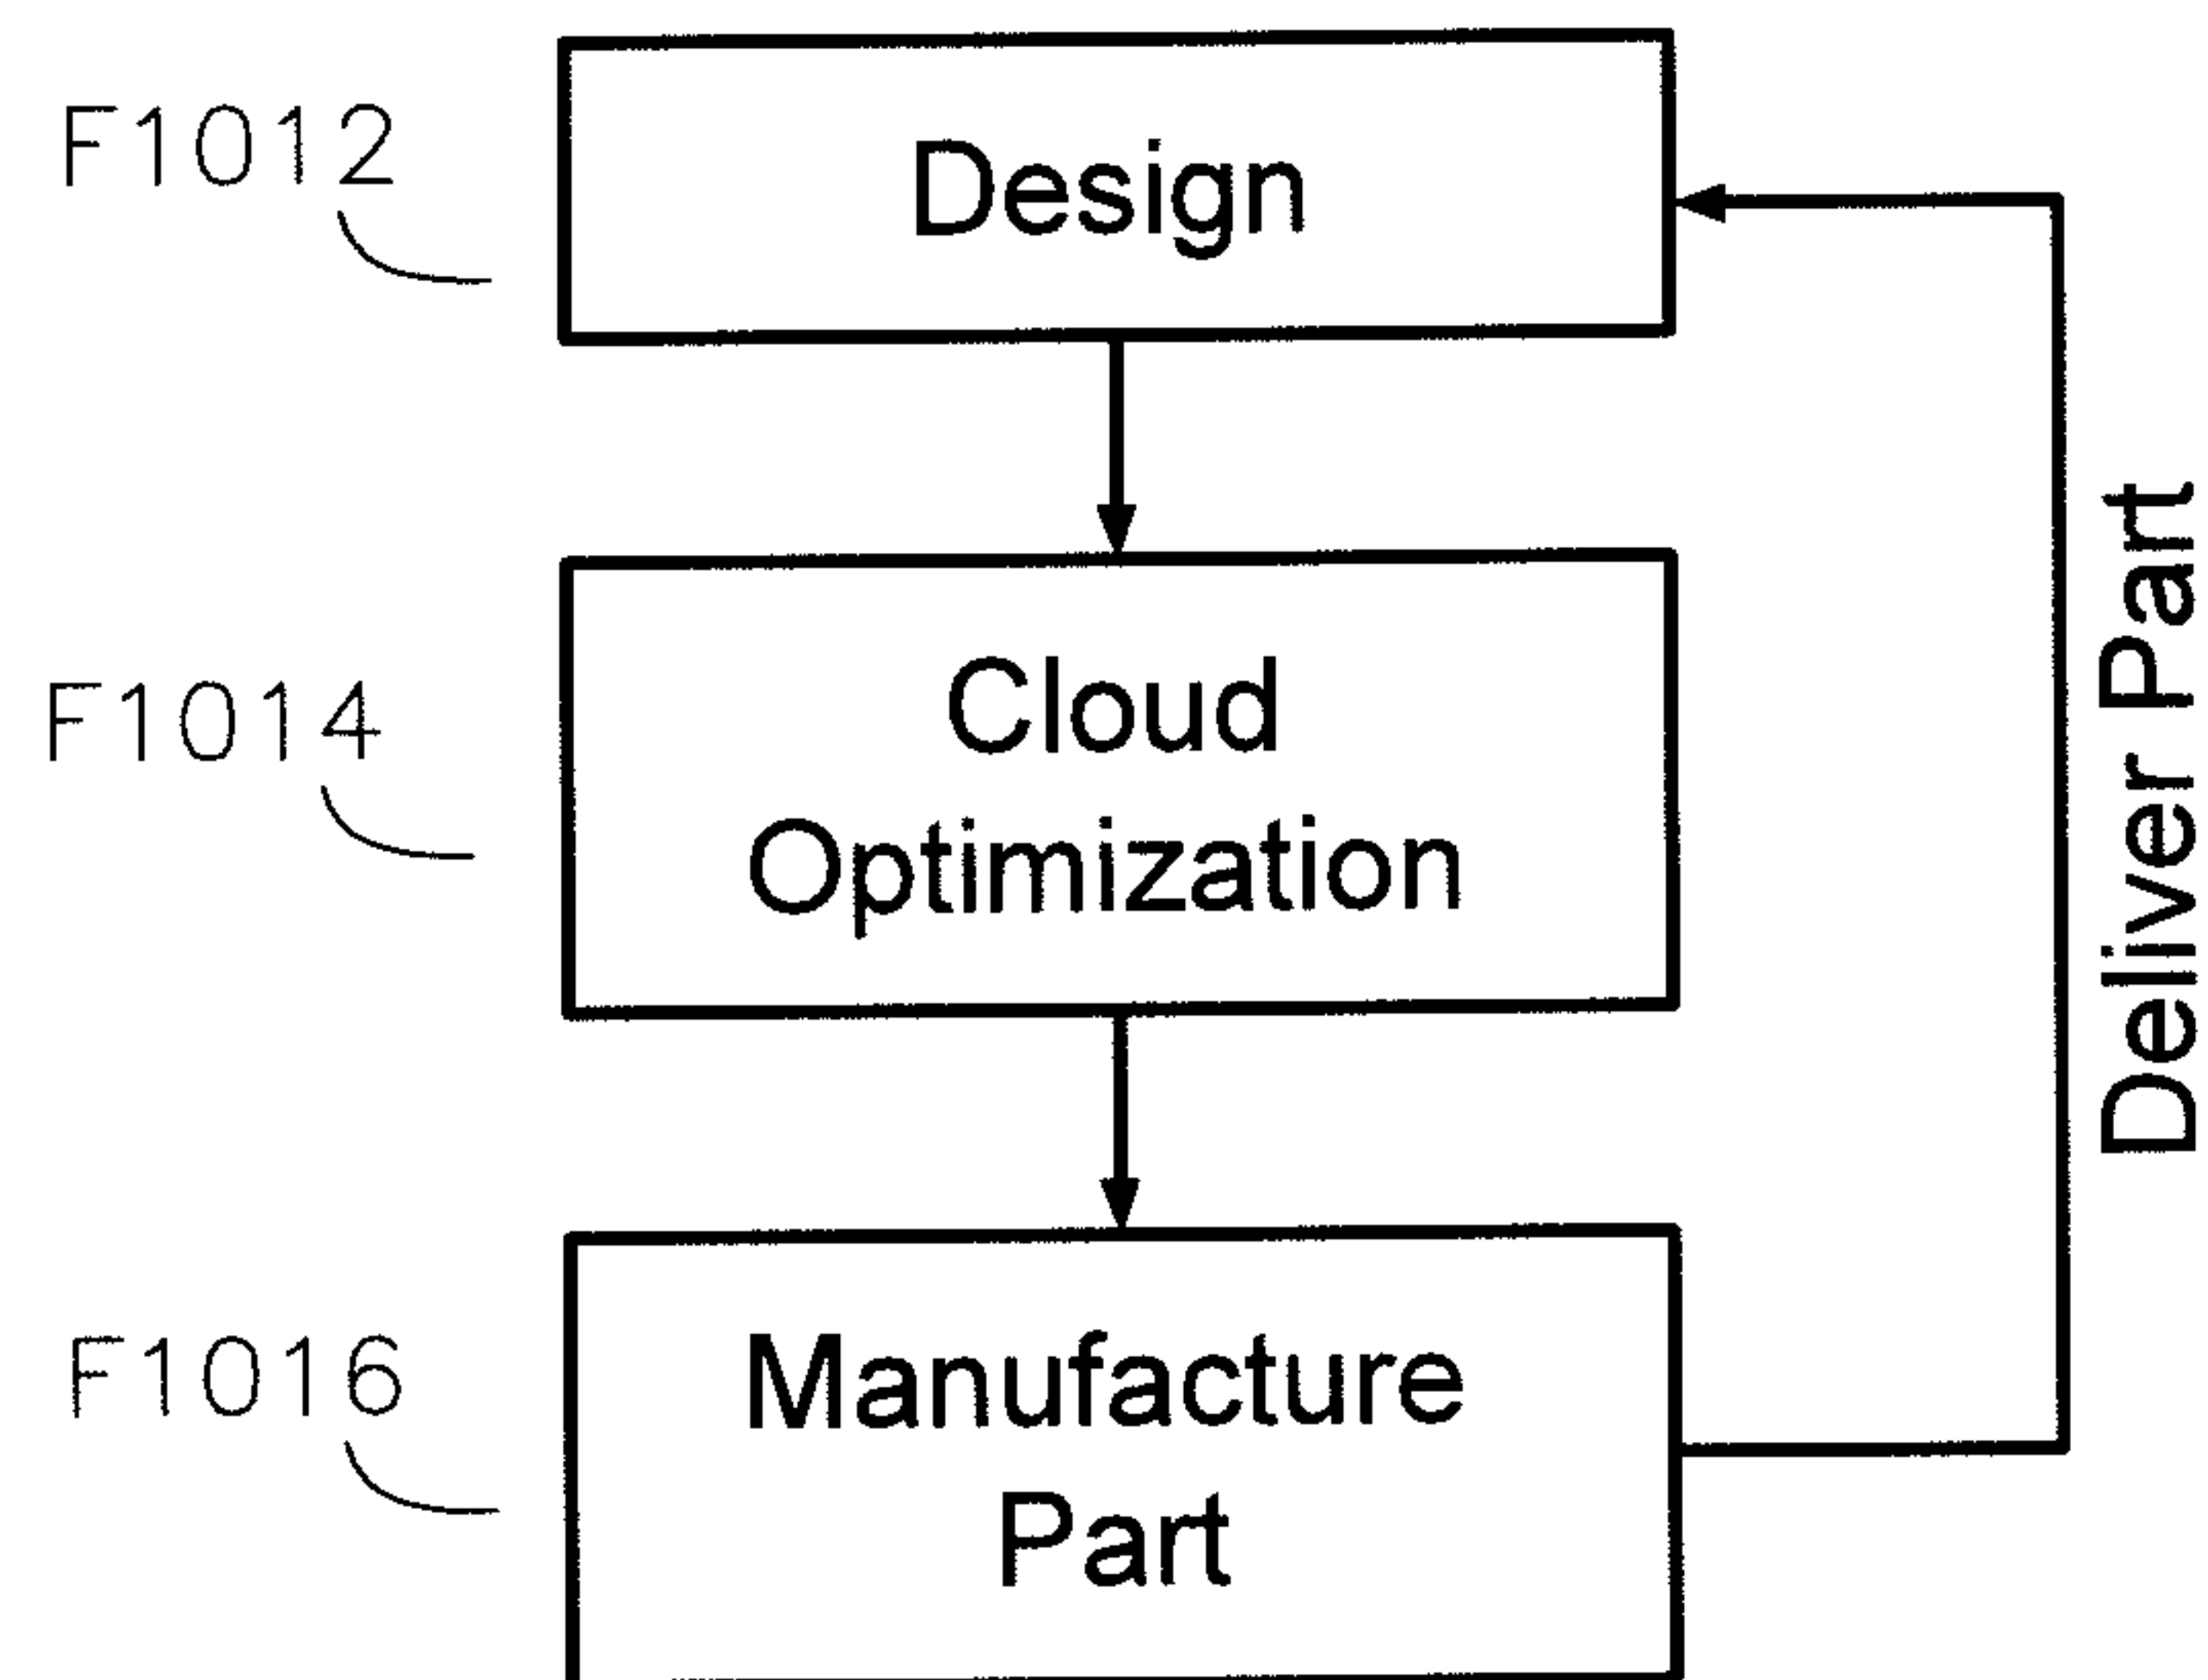 F1012
Design
F1014
Cloud
Optimization
Deliver Part
F1016
Manufacture
Part